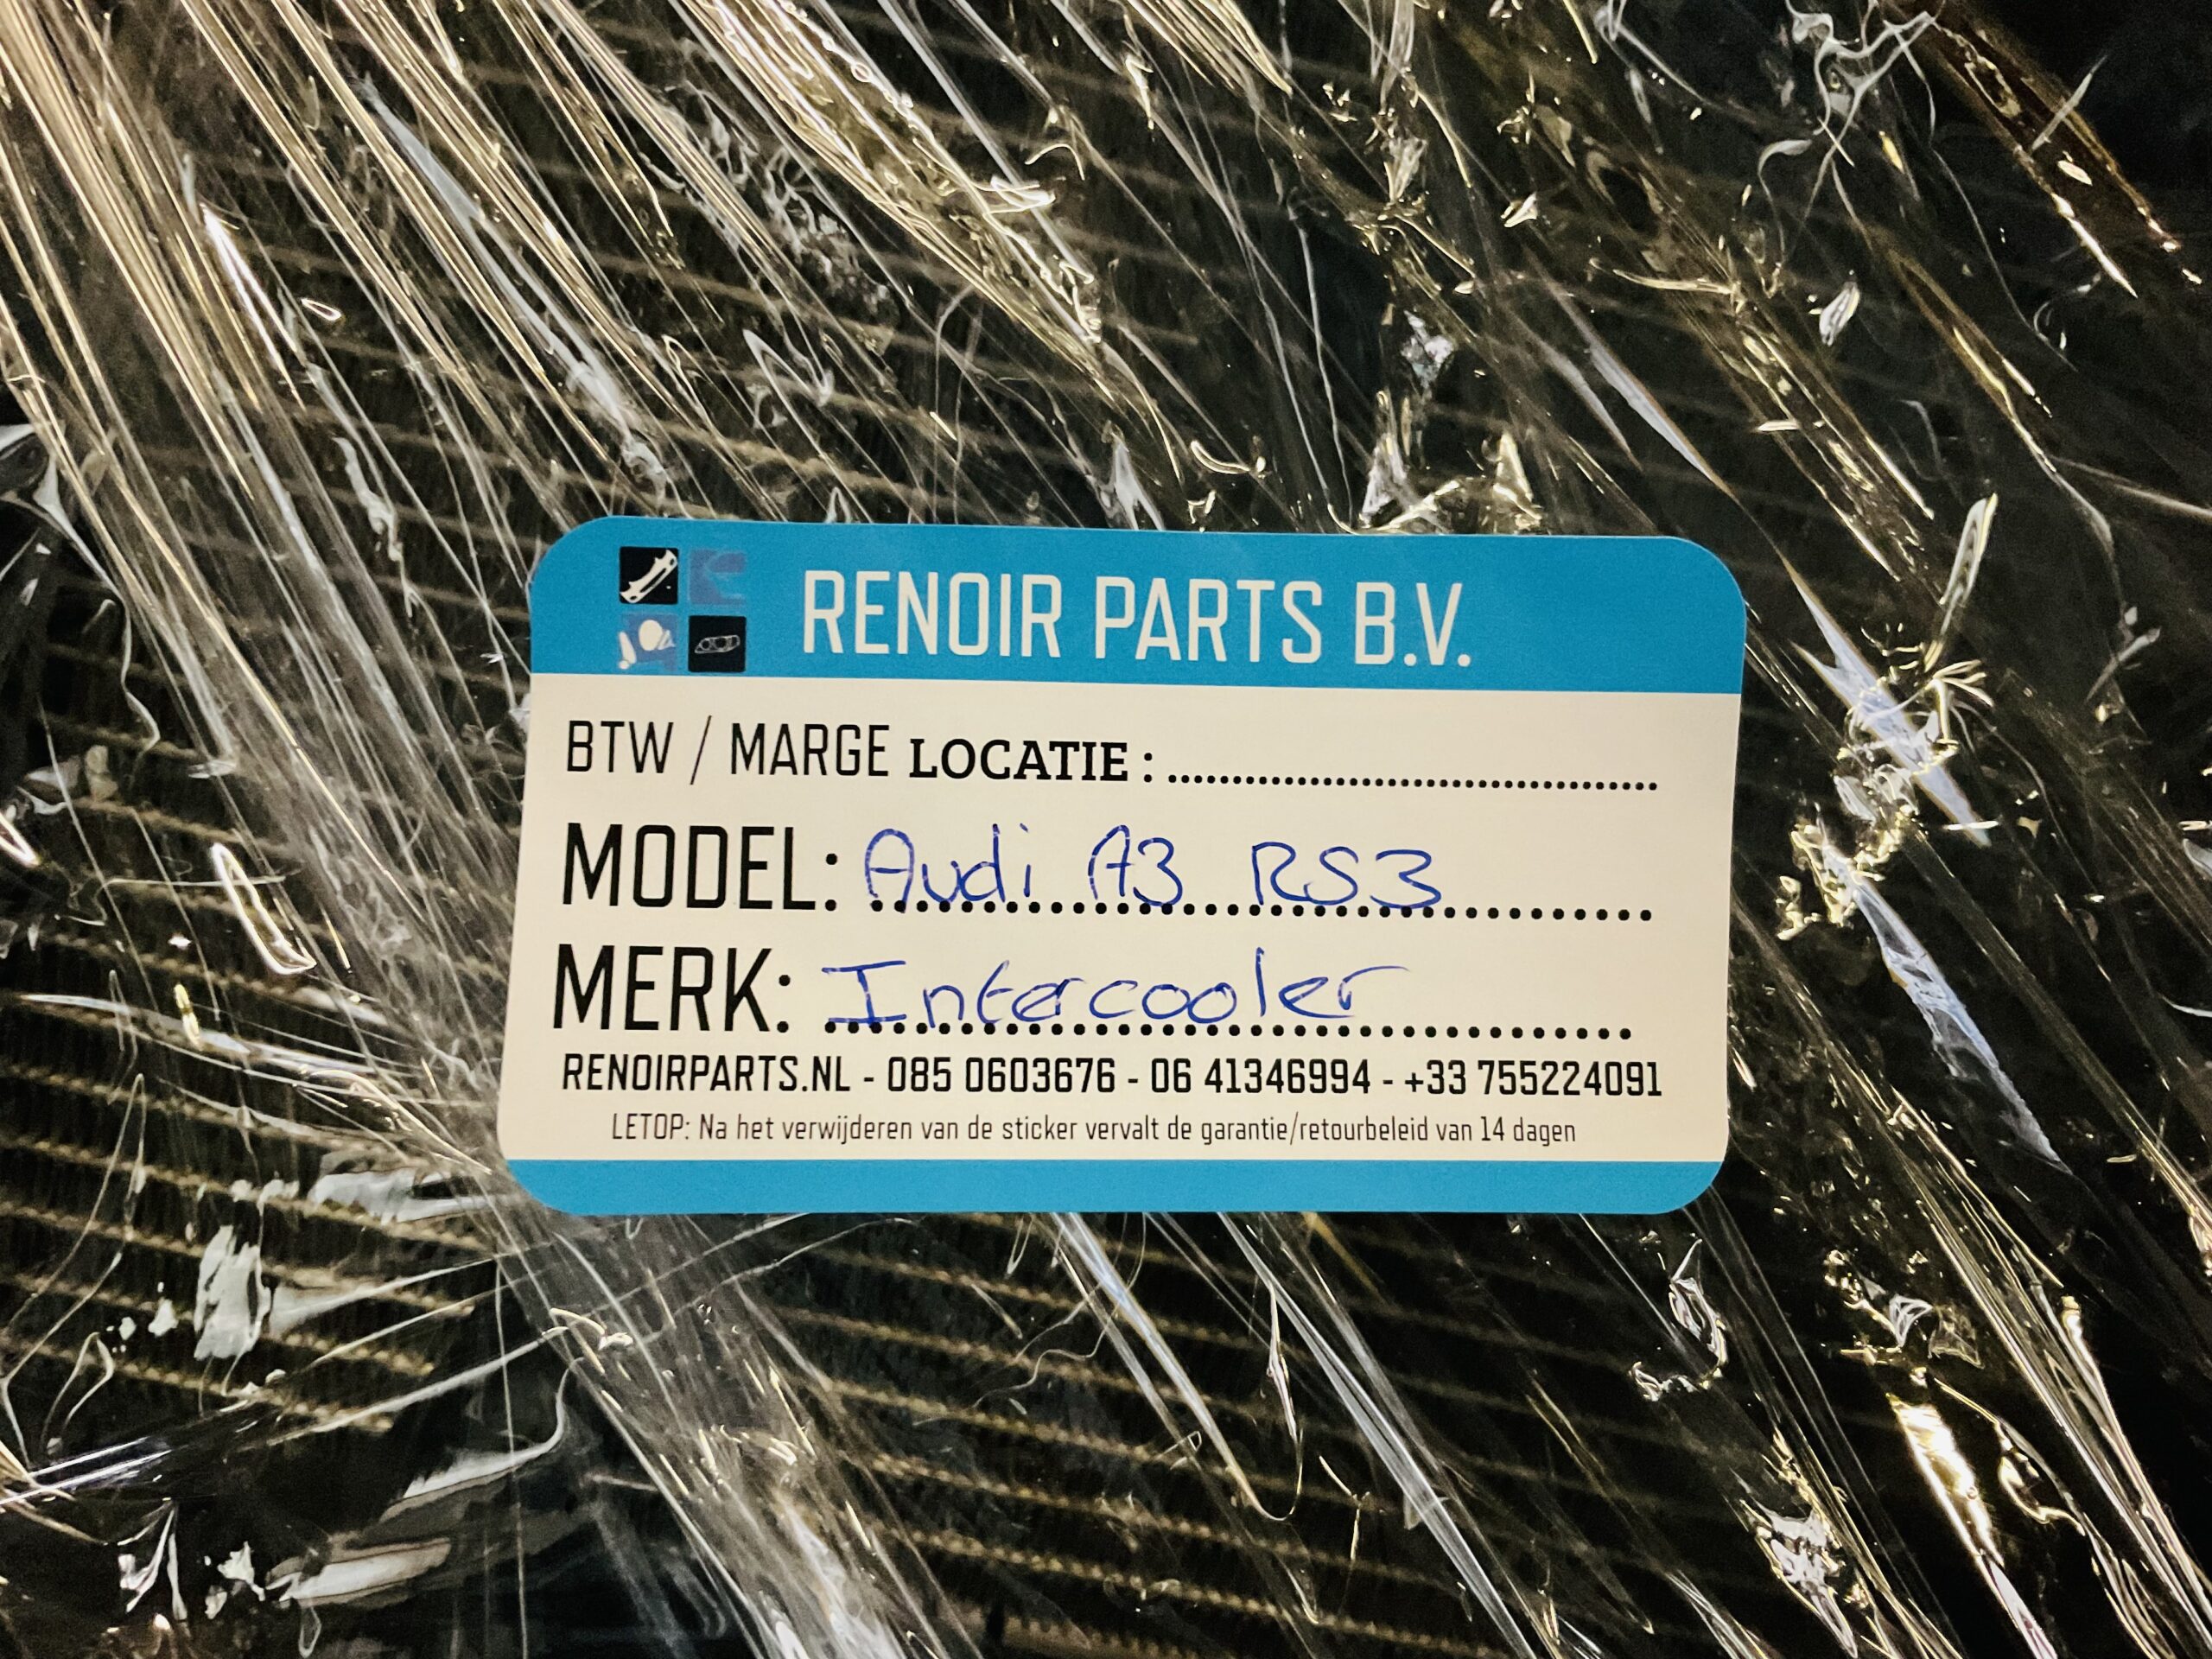 RENOIR PARTS B.V.
BTW / MARGE LOCATIE : ......................................
MODEL: Audi A3 RS3
MERK: Intercooler
RENOIRPARTS.NL - 085 0603676 - 06 41346994 - +33 755224091
LETOP: Na het verwijderen van de sticker vervalt de garantie/retourbeleid van 14 dagen